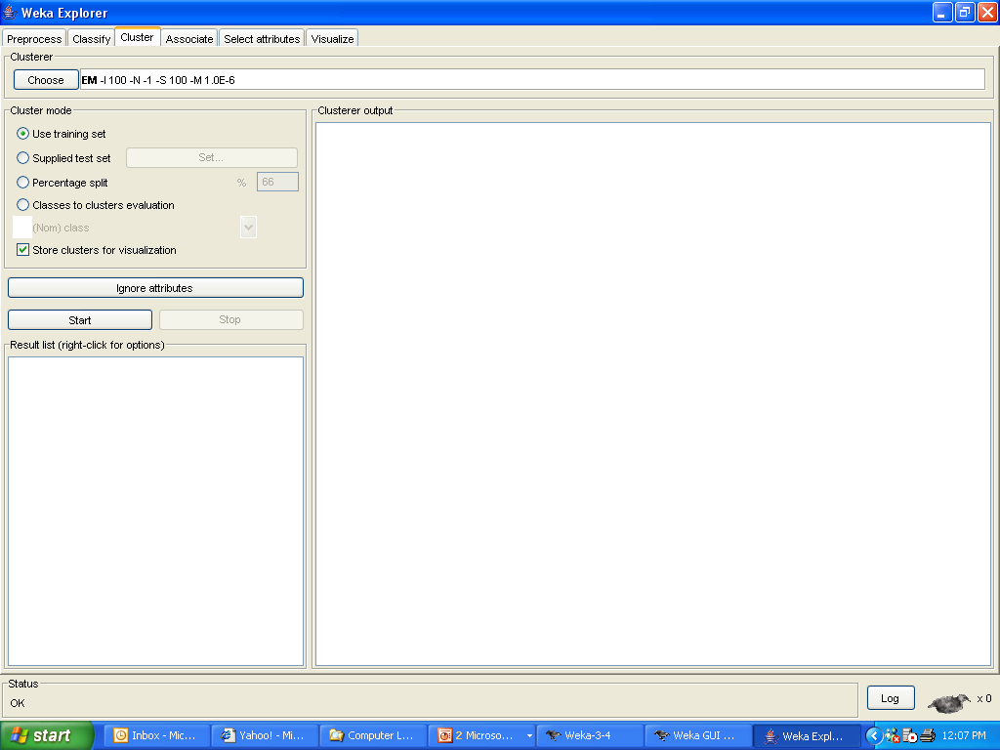 Weka Explorer
Preprocess Classify Cluster Associate Select attributes Visualize
Clusterer
Choose EM -I 100 -N -1 -S 100 -M 1.0E-6
Cluster mode
Use training set
Supplied test set Set...
Percentage split % 66
Classes to clusters evaluation
(Nom) class
Store clusters for visualization
Ignore attributes
Start Stop
Result list (right-click for options)
Clusterer output
Status
OK
Log x 0
start Inbox - Mic... Yahoo! - Mi... Computer L... 2 Microso... Weka-3-4 Weka GUI ... Weka Expl... 12:07 PM